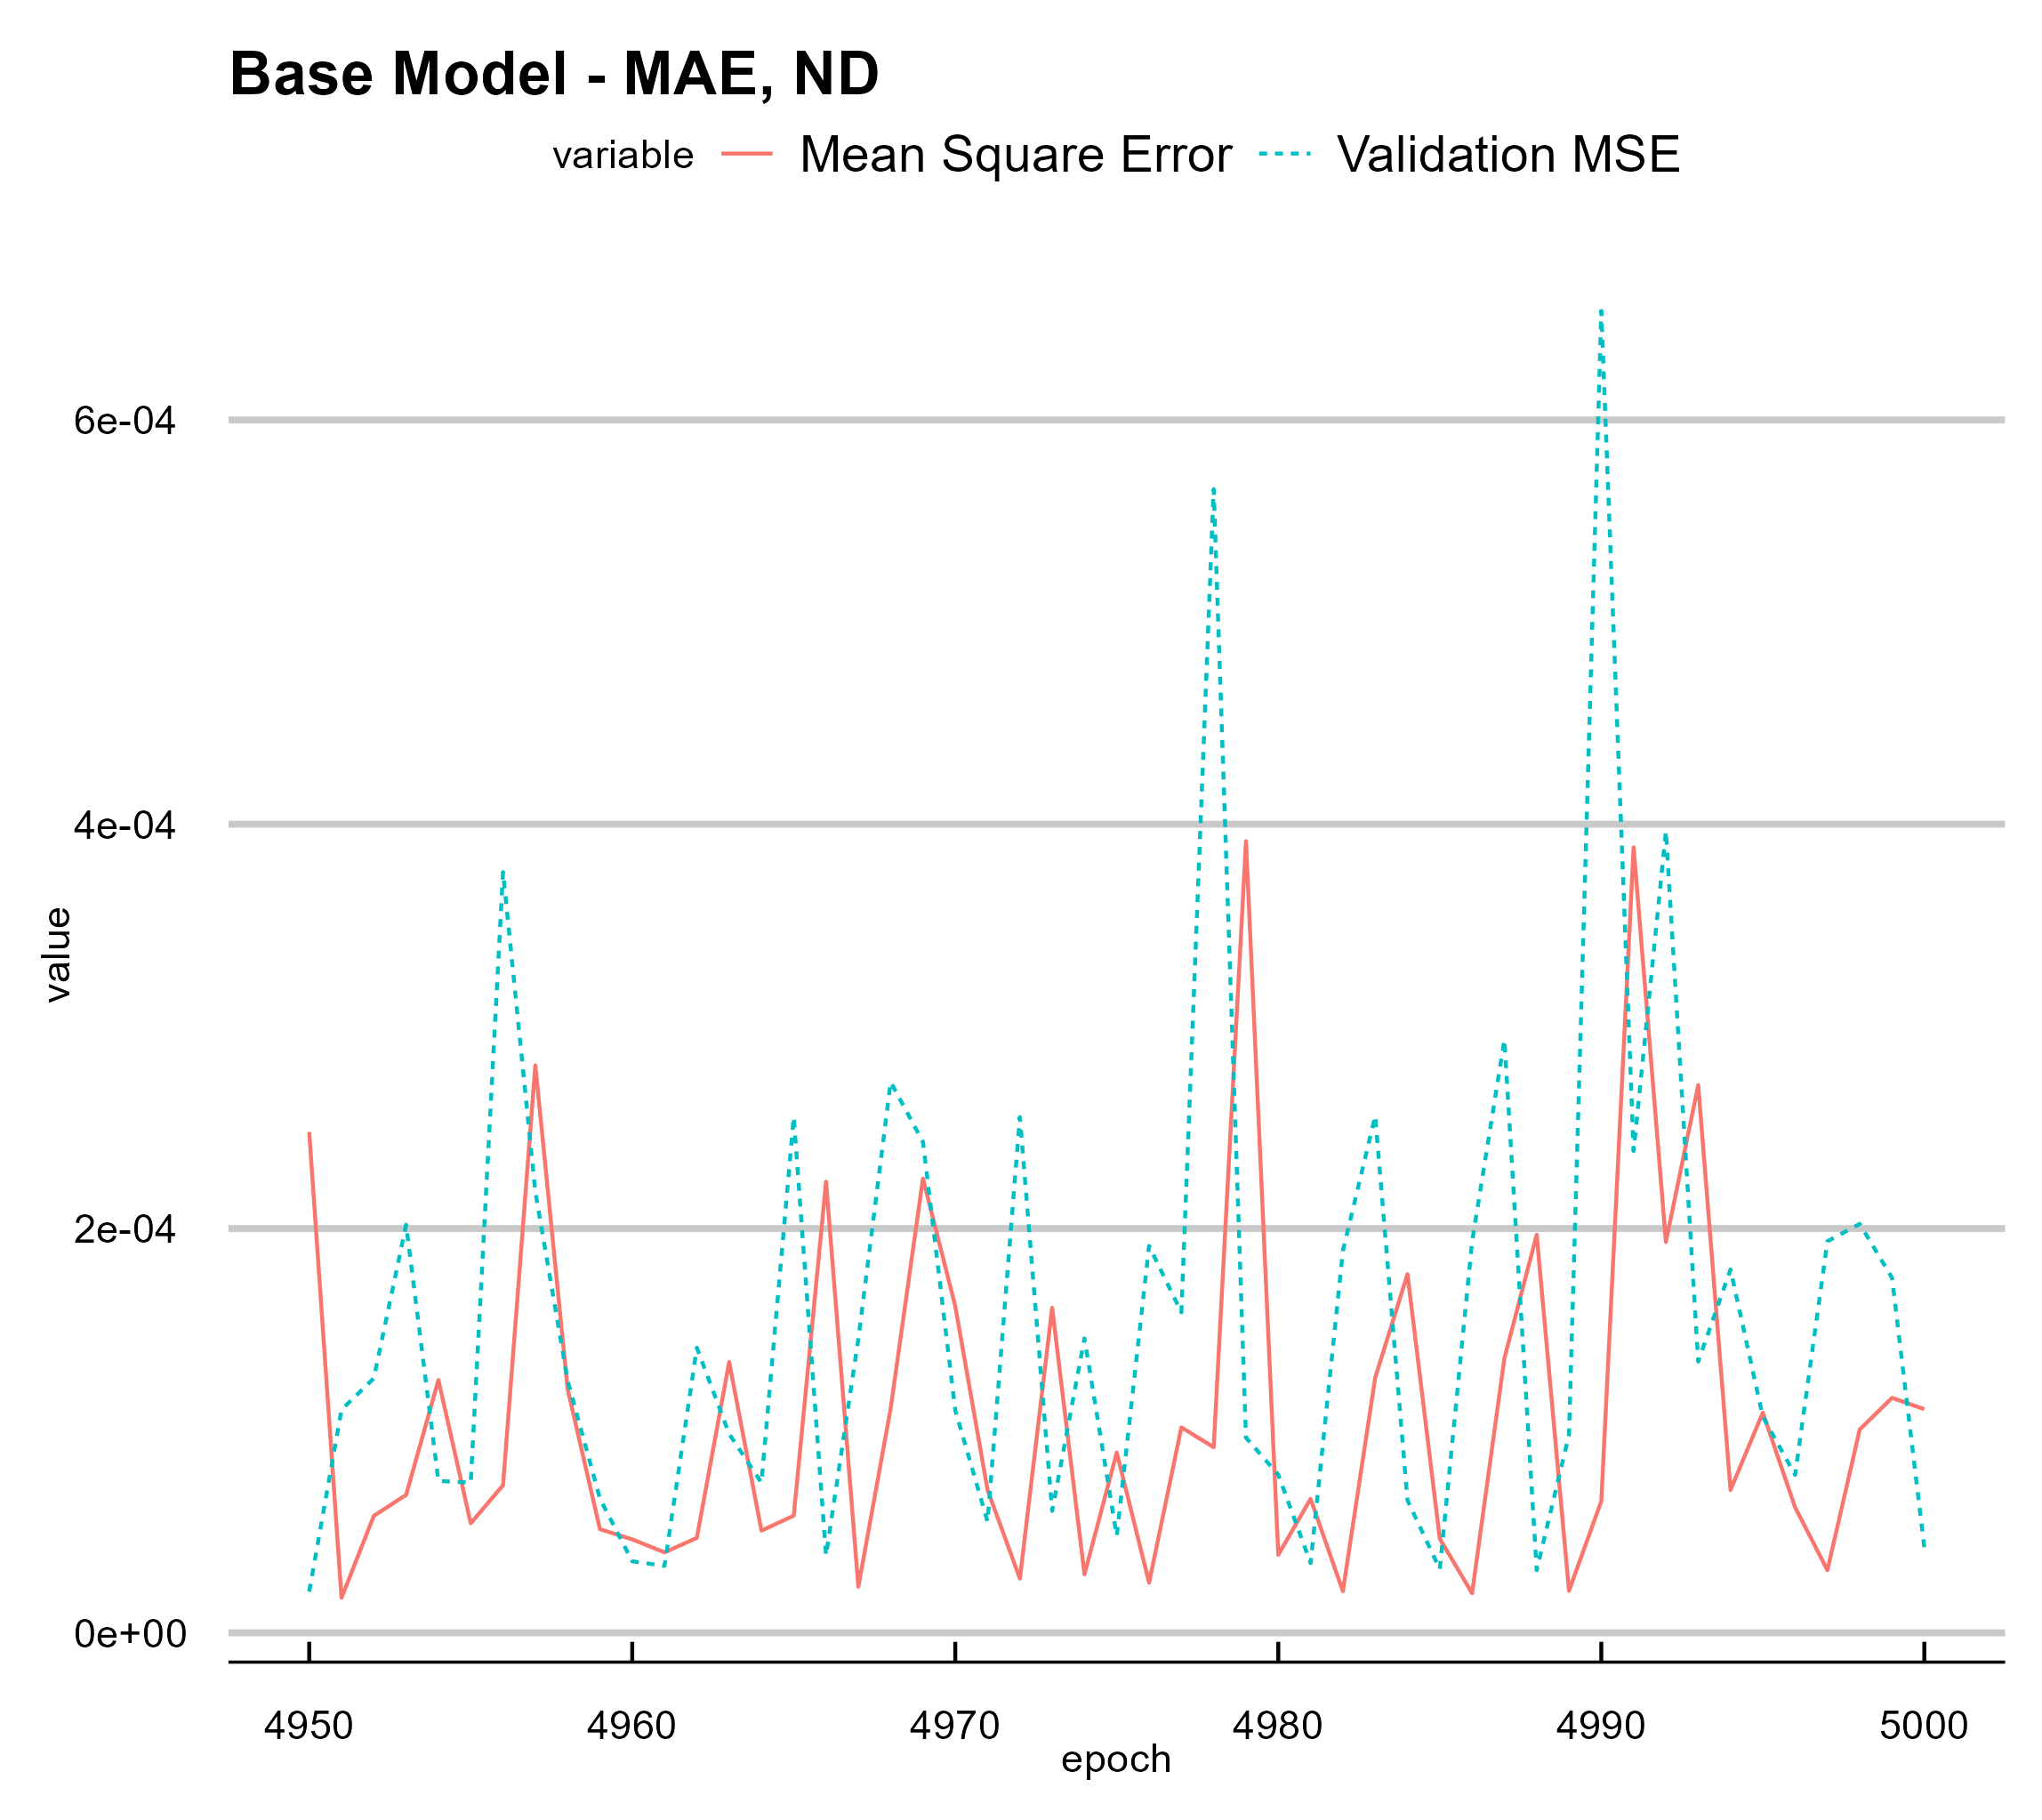 Base Model - MAE, ND
variable Mean Square Error Validation MSE
6e-04
4e-04
2e-04
0e+00
value
4950 4960 4970 4980 4990 5000
epoch